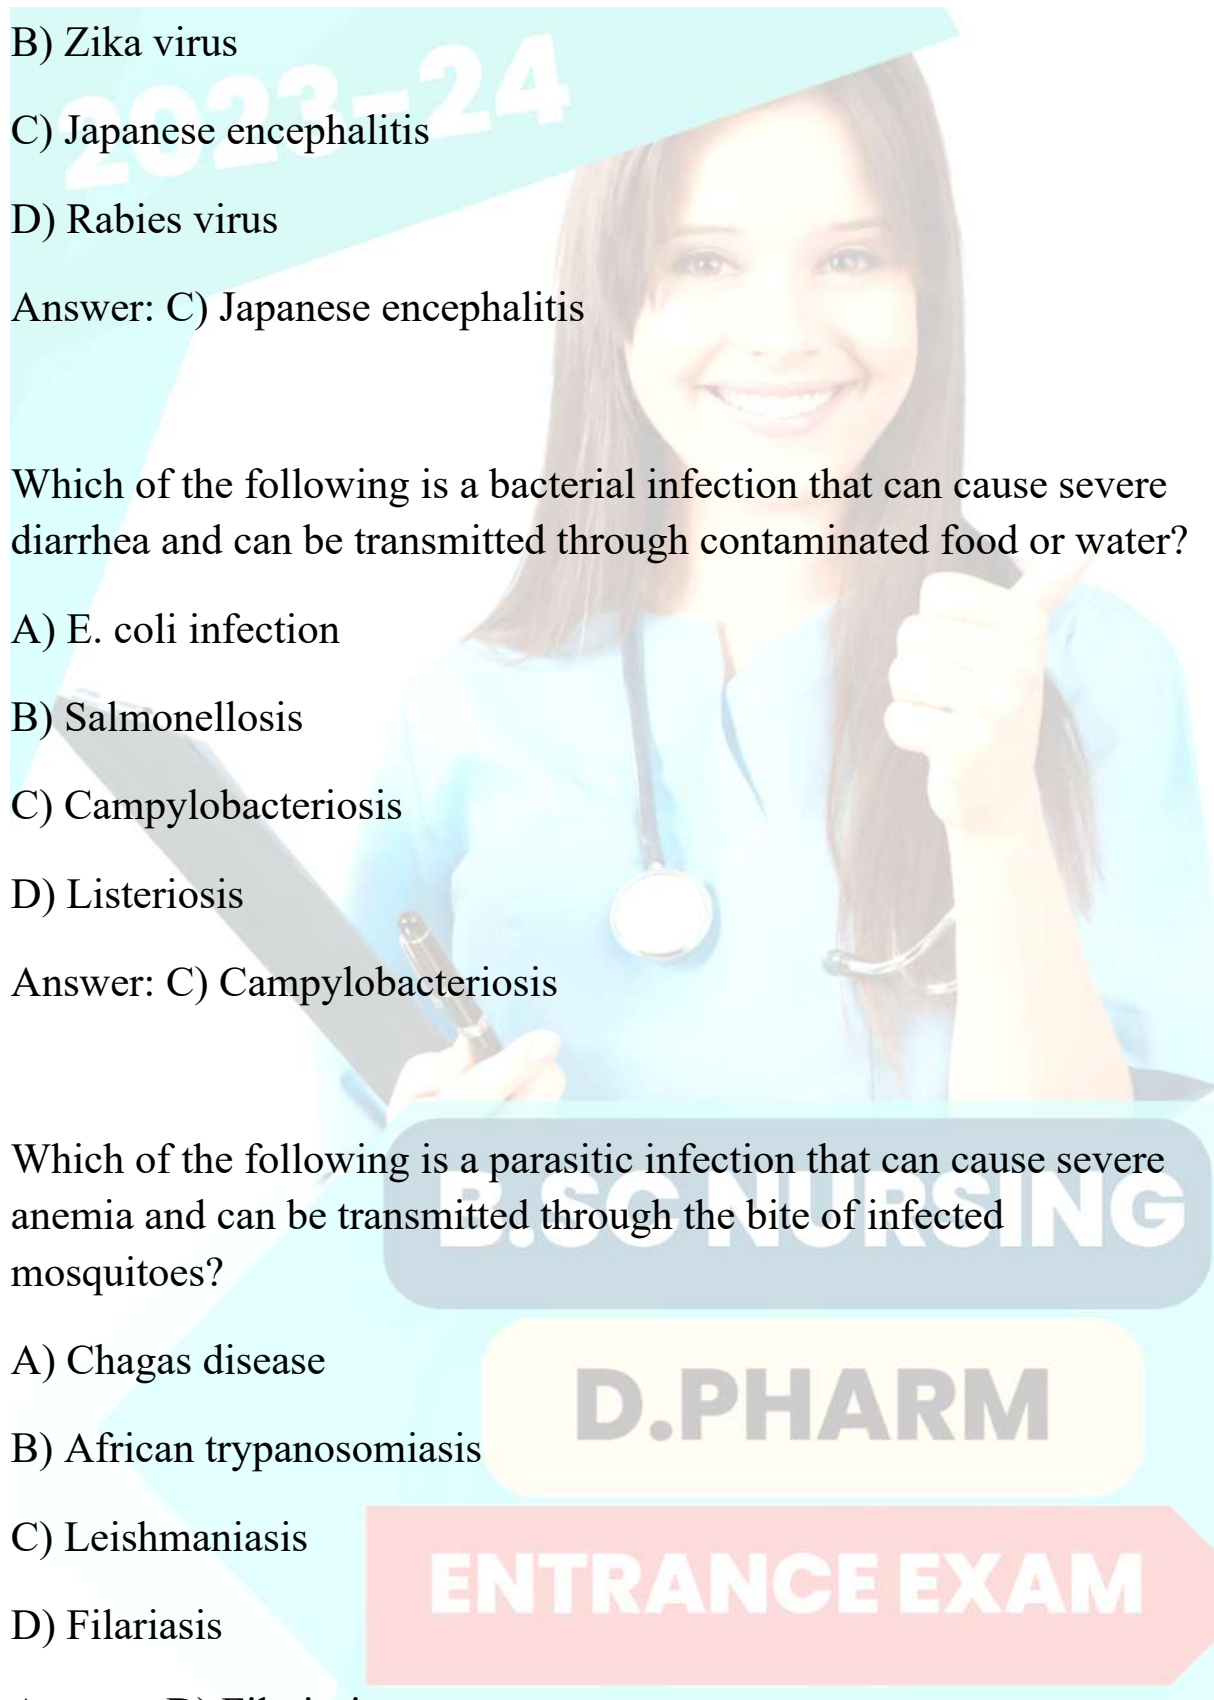 B) Zika virus
2023-24
C) Japanese encephalitis
D) Rabies virus
Answer: C) Japanese encephalitis
Which of the following is a bacterial infection that can cause severe
diarrhea and can be transmitted through contaminated food or water?
A) E. coli infection
B) Salmonellosis
C) Campylobacteriosis
D) Listeriosis
Answer: C) Campylobacteriosis
Which of the following is a parasitic infection that can cause severe
anemia and can be transmitted through the bite of infected
mosquitoes?
B.SC NURSING
A) Chagas disease
D.PHARM
B) African trypanosomiasis
C) Leishmaniasis
ENTRANCE EXAM
D) Filariasis